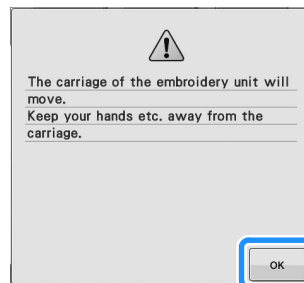 The carriage of the embroidery unit will
move.
Keep your hands etc. away from the
carriage.
OK